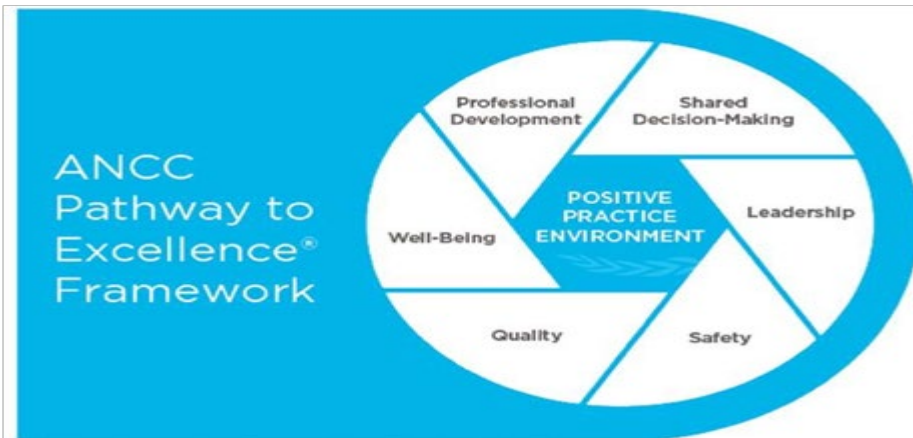 ANCC
Pathway to
Excellence®
Framework
Professional
Development
Shared
Decision-Making
Leadership
Safety
Quality
Well-Being
POSITIVE
PRACTICE
ENVIRONMENT